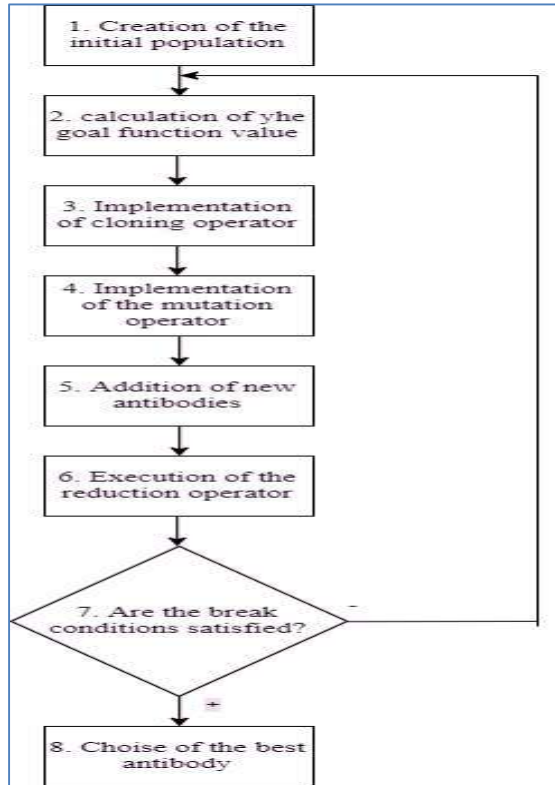 1. Creation of the
initial population
2. calculation of yhe
goal function value
3. Implementation
of cloning operator
4. Implementation
of the mutation
operator
5. Addition of new
antibodies
6. Execution of the
reduction operator
7. Are the break
conditions satisfied?
-
+
8. Choise of the best
antibody